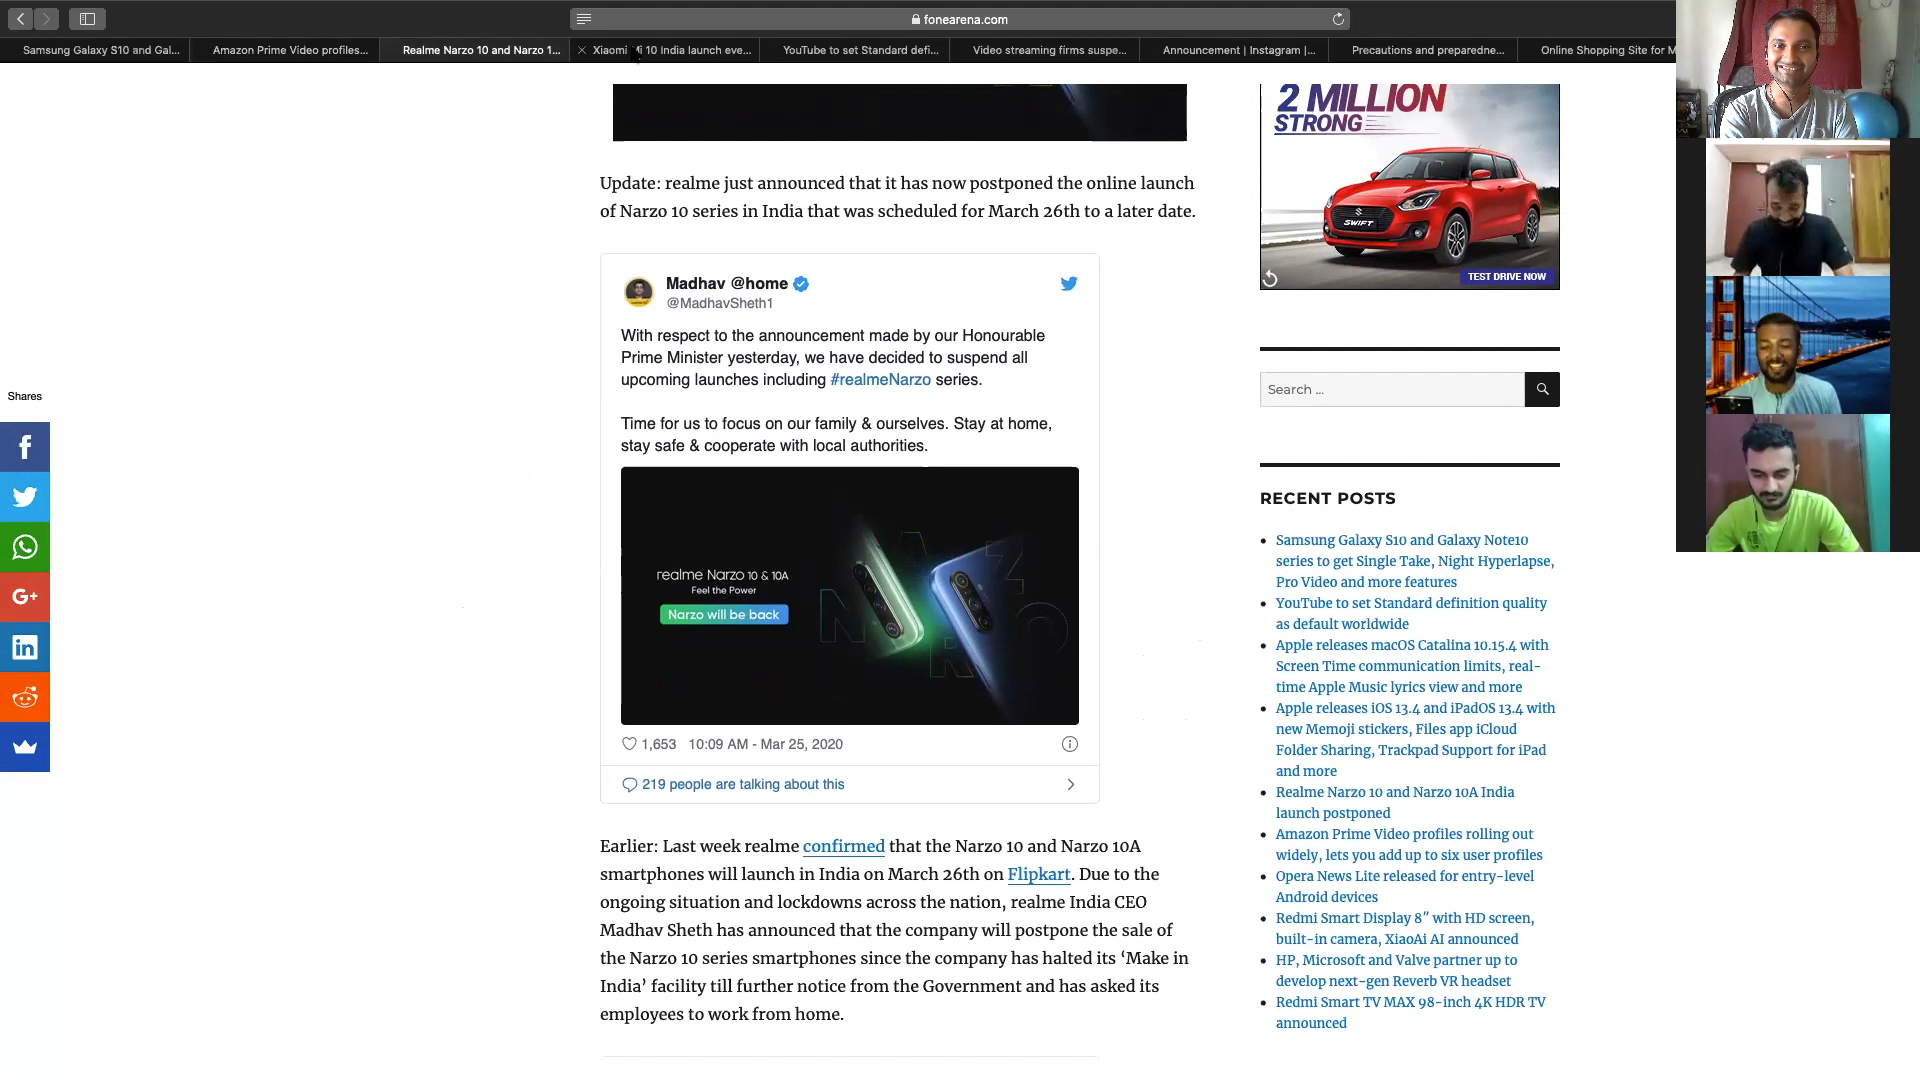 fonearena.com
Samsung Galaxy S10 and Gal...
Amazon Prime Video profiles...
Realme Narzo 10 and Narzo 1...
Xiaomi Mi 10 India launch eve...
YouTube to set Standard defi...
Video streaming firms suspe...
Announcement | Instagram |...
Precautions and preparedne...
Online Shopping Site for M
Update: realme just announced that it has now postponed the online launch
of Narzo 10 series in India that was scheduled for March 26th to a later date.
Madhav @home
@MadhavSheth1
With respect to the announcement made by our Honourable
Prime Minister yesterday, we have decided to suspend all
upcoming launches including #realmeNarzo series.
Time for us to focus on our family & ourselves. Stay at home,
stay safe & cooperate with local authorities.
realme Narzo 10 & 10A
Feel the Power
Narzo will be back
NARZO
1,653 10:09 AM - Mar 25, 2020
219 people are talking about this
Earlier: Last week realme confirmed that the Narzo 10 and Narzo 10A
smartphones will launch in India on March 26th on Flipkart. Due to the
ongoing situation and lockdowns across the nation, realme India CEO
Madhav Sheth has announced that the company will postpone the sale of
the Narzo 10 series smartphones since the company has halted its ‘Make in
India’ facility till further notice from the Government and has asked its
employees to work from home.
Shares
f
G+
in
2 MILLION
STRONG
SWIFT
TEST DRIVE NOW
Search ...
RECENT POSTS
Samsung Galaxy S10 and Galaxy Note10
series to get Single Take, Night Hyperlapse,
Pro Video and more features
YouTube to set Standard definition quality
as default worldwide
Apple releases macOS Catalina 10.15.4 with
Screen Time communication limits, real-
time Apple Music lyrics view and more
Apple releases iOS 13.4 and iPadOS 13.4 with
new Memoji stickers, Files app iCloud
Folder Sharing, Trackpad Support for iPad
and more
Realme Narzo 10 and Narzo 10A India
launch postponed
Amazon Prime Video profiles rolling out
widely, lets you add up to six user profiles
Opera News Lite released for entry-level
Android devices
Redmi Smart Display 8″ with HD screen,
built-in camera, XiaoAi AI announced
HP, Microsoft and Valve partner up to
develop next-gen Reverb VR headset
Redmi Smart TV MAX 98-inch 4K HDR TV
announced